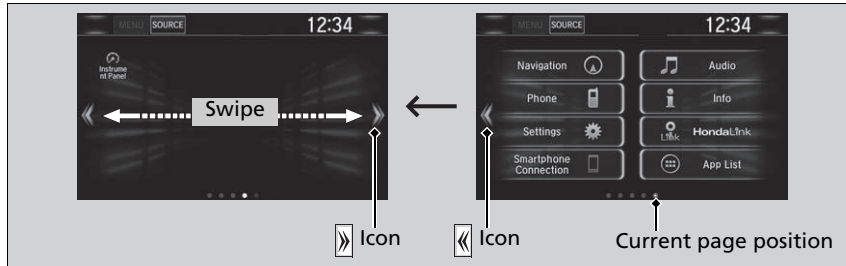 MENU SOURCE 12:34
Instrume
nt Panel
Swipe
Icon
MENU SOURCE 12:34
Navigation
Audio
Phone
Info
Settings
Link
HondaLink
Smartphone
Connection
App List
Icon
Current page position